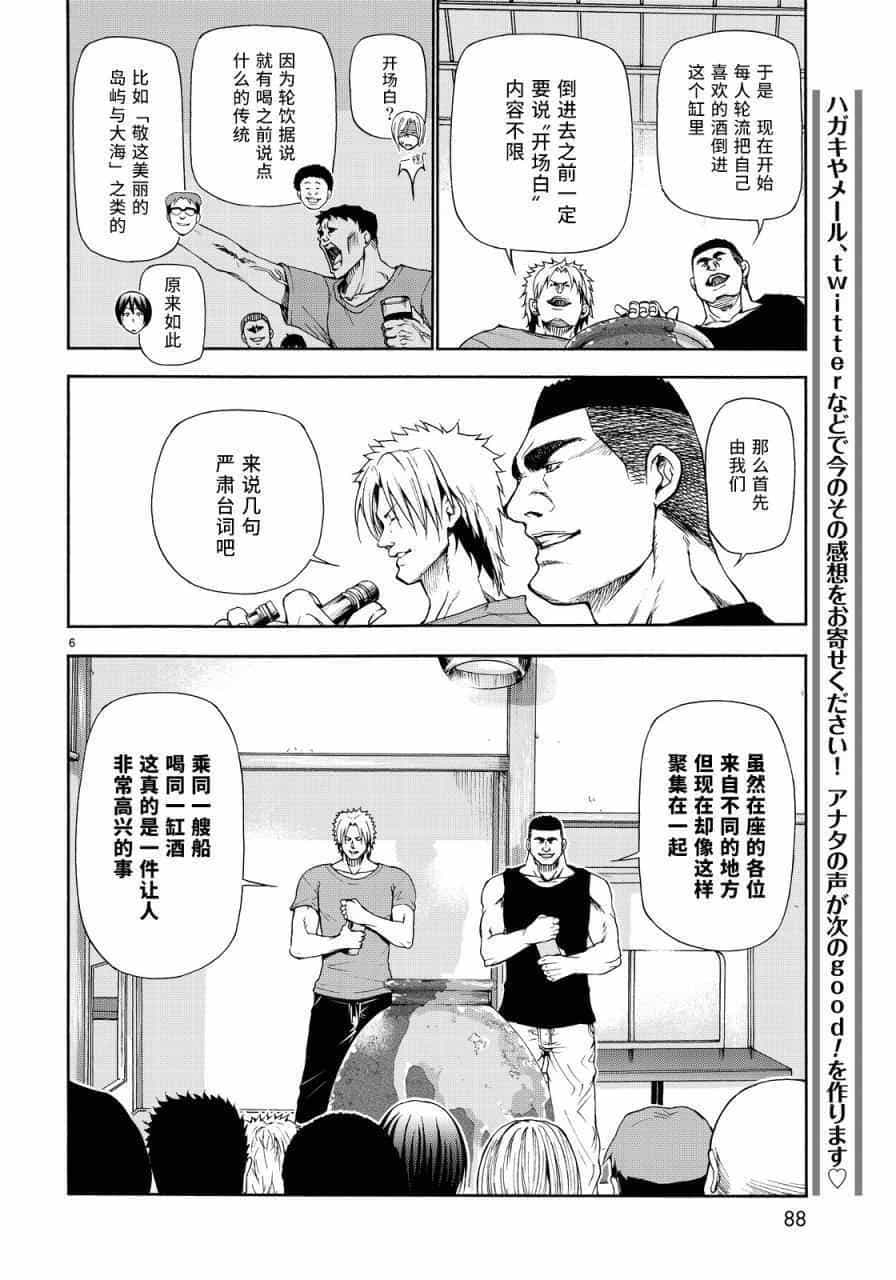 于是 现在开始
每人轮流把自己
喜欢的酒倒进
这个缸里
倒进去之前一定
要说“开场白”
内容不限
开场白？
因为轮饮据说
就有喝之前说点
什么的传统
比如「敬这美丽的
岛屿与大海」之类的
原来如此
那么首先
由我们
来说几句
严肃台词吧
6
虽然在座的各位
来自不同的地方
但现在却像这样
聚集在一起
乘同一艘船
喝同一缸酒
这真的是一件让人
非常高兴的事
ハガキやメール、twitterなどで今のその感想をお寄せください！ アナタの声が次のgood!を作ります♡
88